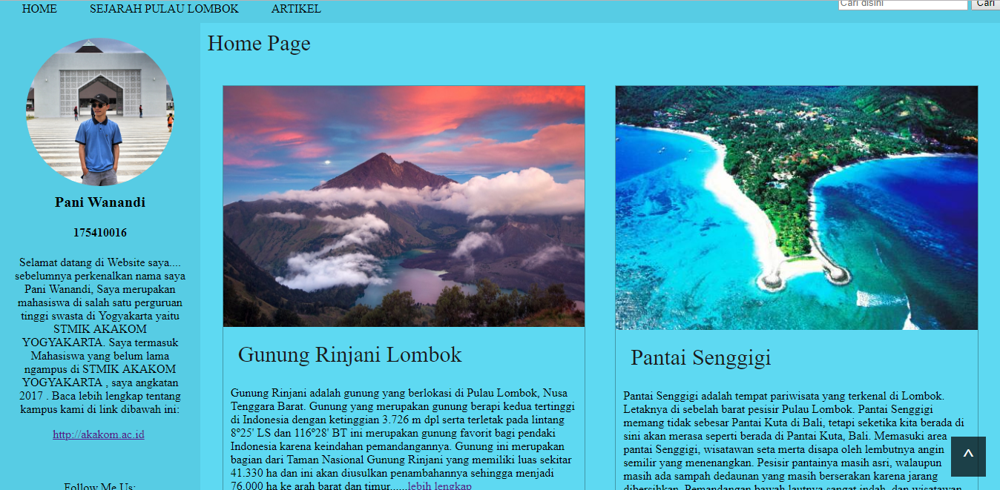 HOME SEJARAH PULAU LOMBOK ARTIKEL
Cari disini Cari
Home Page
Pani Wanandi
175410016
Selamat datang di Website saya....
sebelumnya perkenalkan nama saya
Pani Wanandi, Saya merupakan
mahasiswa di salah satu perguruan
tinggi swasta di Yogyakarta yaitu
STMIK AKAKOM
YOGYAKARTA. Saya termasuk
Mahasiswa yang belum lama
ngampus di STMIK AKAKOM
YOGYAKARTA , saya angkatan
2017 . Baca lebih lengkap tentang
kampus kami di link dibawah ini:
http://akakom.ac.id
Follow Me Us:
Gunung Rinjani Lombok
Gunung Rinjani adalah gunung yang berlokasi di Pulau Lombok, Nusa
Tenggara Barat. Gunung yang merupakan gunung berapi kedua tertinggi
di Indonesia dengan ketinggian 3.726 m dpl serta terletak pada lintang
8º25' LS dan 116º28' BT ini merupakan gunung favorit bagi pendaki
Indonesia karena keindahan pemandangannya. Gunung ini merupakan
bagian dari Taman Nasional Gunung Rinjani yang memiliki luas sekitar
41.330 ha dan ini akan diusulkan penambahannya sehingga menjadi
76.000 ha ke arah barat dan timur......lebih lengkap
Pantai Senggigi
Pantai Senggigi adalah tempat pariwisata yang terkenal di Lombok.
Letaknya di sebelah barat pesisir Pulau Lombok. Pantai Senggigi
memang tidak sebesar Pantai Kuta di Bali, tetapi seketika kita berada di
sini akan merasa seperti berada di Pantai Kuta, Bali. Memasuki area
pantai Senggigi, wisatawan seta merta disapa oleh lembutnya angin
semilir yang menenangkan. Pesisir pantainya masih asri, walaupun
masih ada sampah dedaunan yang masih berserakan karena jarang
dibersihkan. Pemandangan bawah lautnya sangat indah, dan wisatawan
^